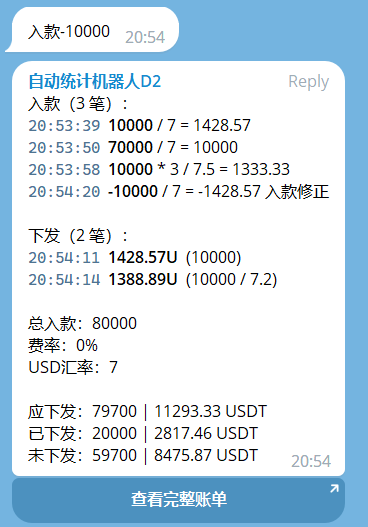 入款-10000 20:54
自动统计机器人D2 Reply
入款（3 笔）：
20:53:39 10000 / 7 = 1428.57
20:53:50 70000 / 7 = 10000
20:53:58 10000 * 3 / 7.5 = 1333.33
20:54:20 -10000 / 7 = -1428.57 入款修正
下发（2 笔）：
20:54:11 1428.57U (10000)
20:54:14 1388.89U (10000 / 7.2)
总入款：80000
费率：0%
USD汇率：7
应下发：79700 | 11293.33 USDT
已下发：20000 | 2817.46 USDT
未下发：59700 | 8475.87 USDT
20:54
查看完整账单